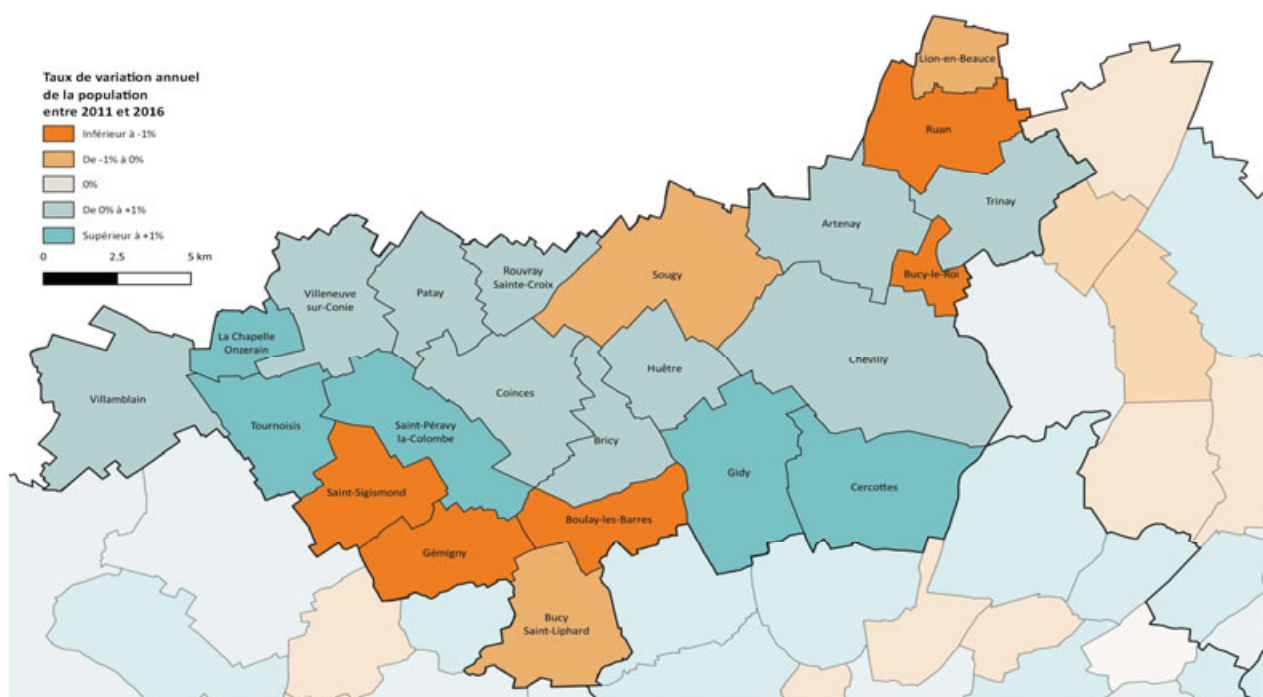 Taux de variation annuel
de la population
entre 2011 et 2016
Inférieur à -1%
De -1% à 0%
0%
De 0% à +1%
Supérieur à +1%
0 2.5 5 km
Lion-en-Beauce
Ruan
Trinay
Artenay
Bucy-le-Roi
Sougy
Rouvray
Sainte-Croix
Patay
Villeneuve
sur-Conie
La Chapelle
Onzerain
Chevilly
Huêtre
Coinces
Villamblain
Tournoisis
Saint-Péravy
la-Colombe
Bricy
Gidy
Cercottes
Saint-Sigismond
Boulay-les-Barres
Gémigny
Bucy
Saint-Liphard